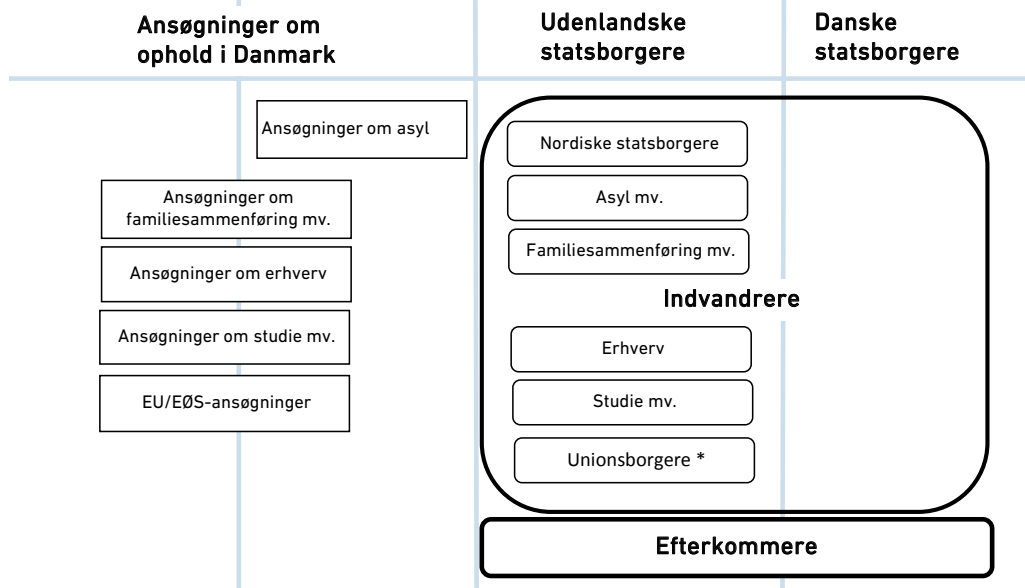 Ansøgninger om
ophold i Danmark
Udenlandske
statsborgere
Danske
statsborgere
Ansøgninger om asyl
Ansøgninger om
familiesammenføring mv.
Ansøgninger om erhverv
Ansøgninger om studie mv.
EU/EØS-ansøgninger
Nordiske statsborgere
Asyl mv.
Familiesammenføring mv.
Indvandrere
Erhverv
Studie mv.
Unionsborgere *
Efterkommere